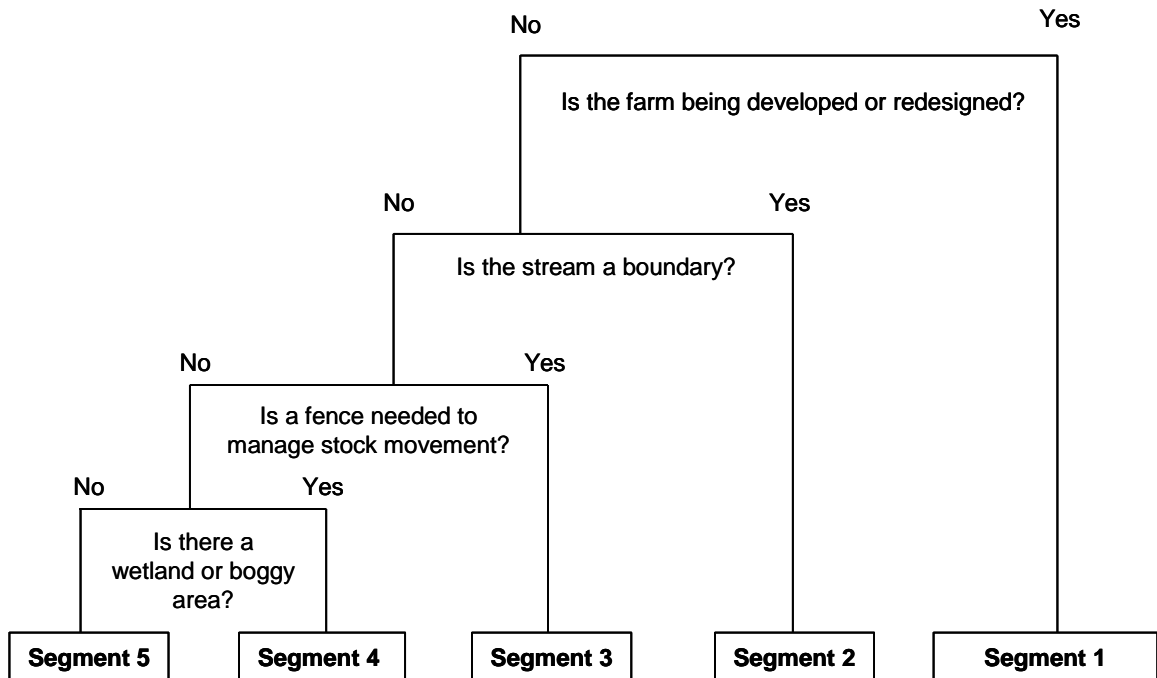 No
Yes
Is the farm being developed or redesigned?
No
Yes
Is the stream a boundary?
No
Yes
Is a fence needed to
manage stock movement?
No
Yes
Is there a
wetland or boggy
area?
Segment 5
Segment 4
Segment 3
Segment 2
Segment 1